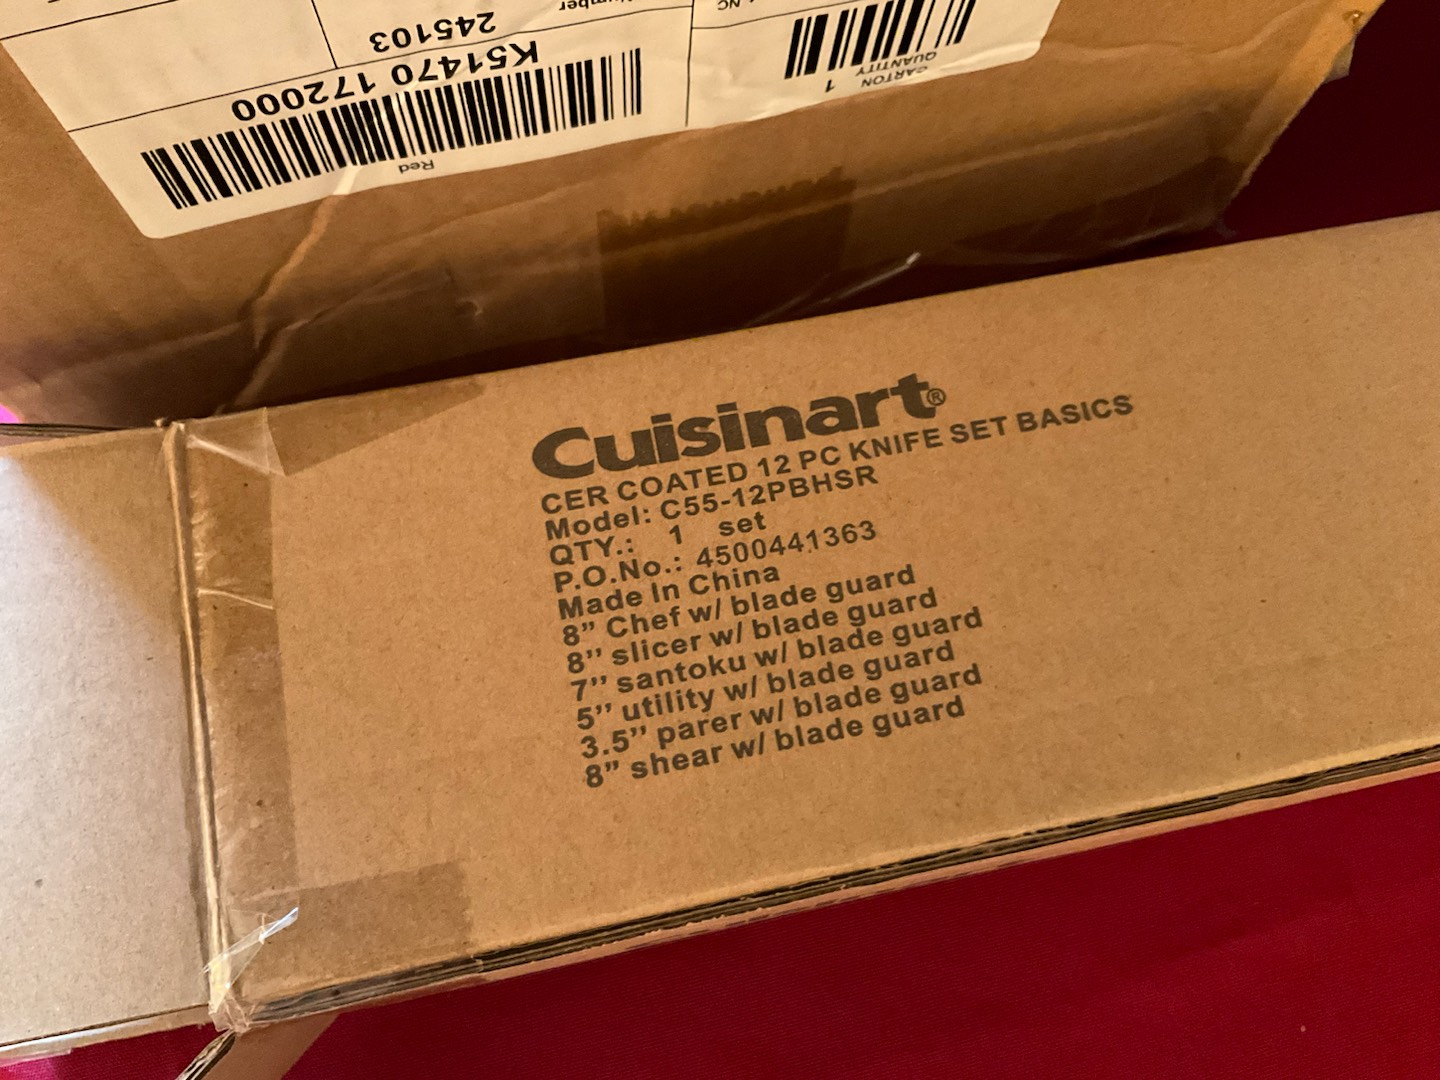 Number
245103
K51470 172000
Red
NC
CARTON
QUANTITY
1
Cuisinart®
CER COATED 12 PC KNIFE SET BASICS
Model: C55-12PBHSR
QTY.: 1 set
P.O.No.: 4500441363
Made In China
8” Chef w/ blade guard
8’’ slicer w/ blade guard
7’’ santoku w/ blade guard
5’’ utility w/ blade guard
3.5’’ parer w/ blade guard
8” shear w/ blade guard